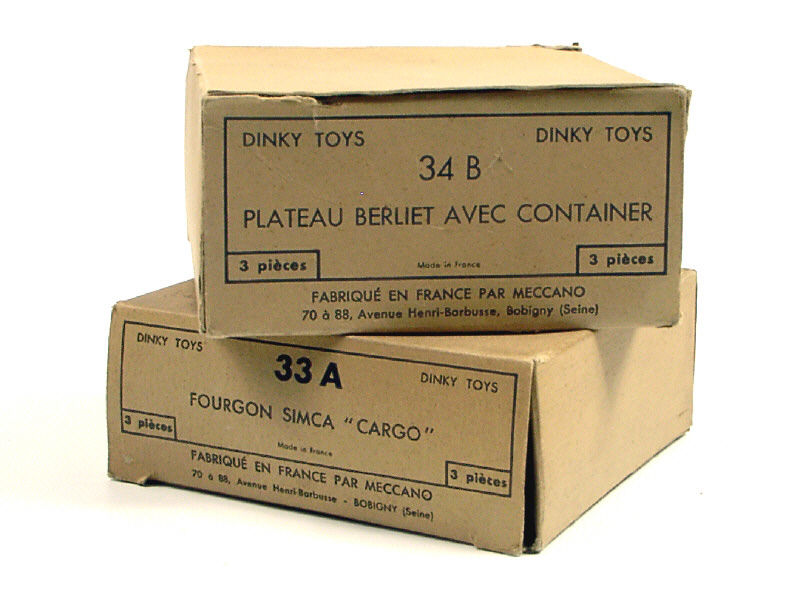 DINKY TOYS DINKY TOYS
34 B
PLATEAU BERLIET AVEC CONTAINER
3 pièces Made in France 3 pièces
FABRIQUÉ EN FRANCE PAR MECCANO
70 à 88, Avenue Henri-Barbusse, Bobigny (Seine)
DINKY TOYS 33 A DINKY TOYS
FOURGON SIMCA "CARGO"
3 pièces Made in France 3 pièces
FABRIQUÉ EN FRANCE PAR MECCANO
70 à 88, Avenue Henri-Barbusse - BOBIGNY (Seine)